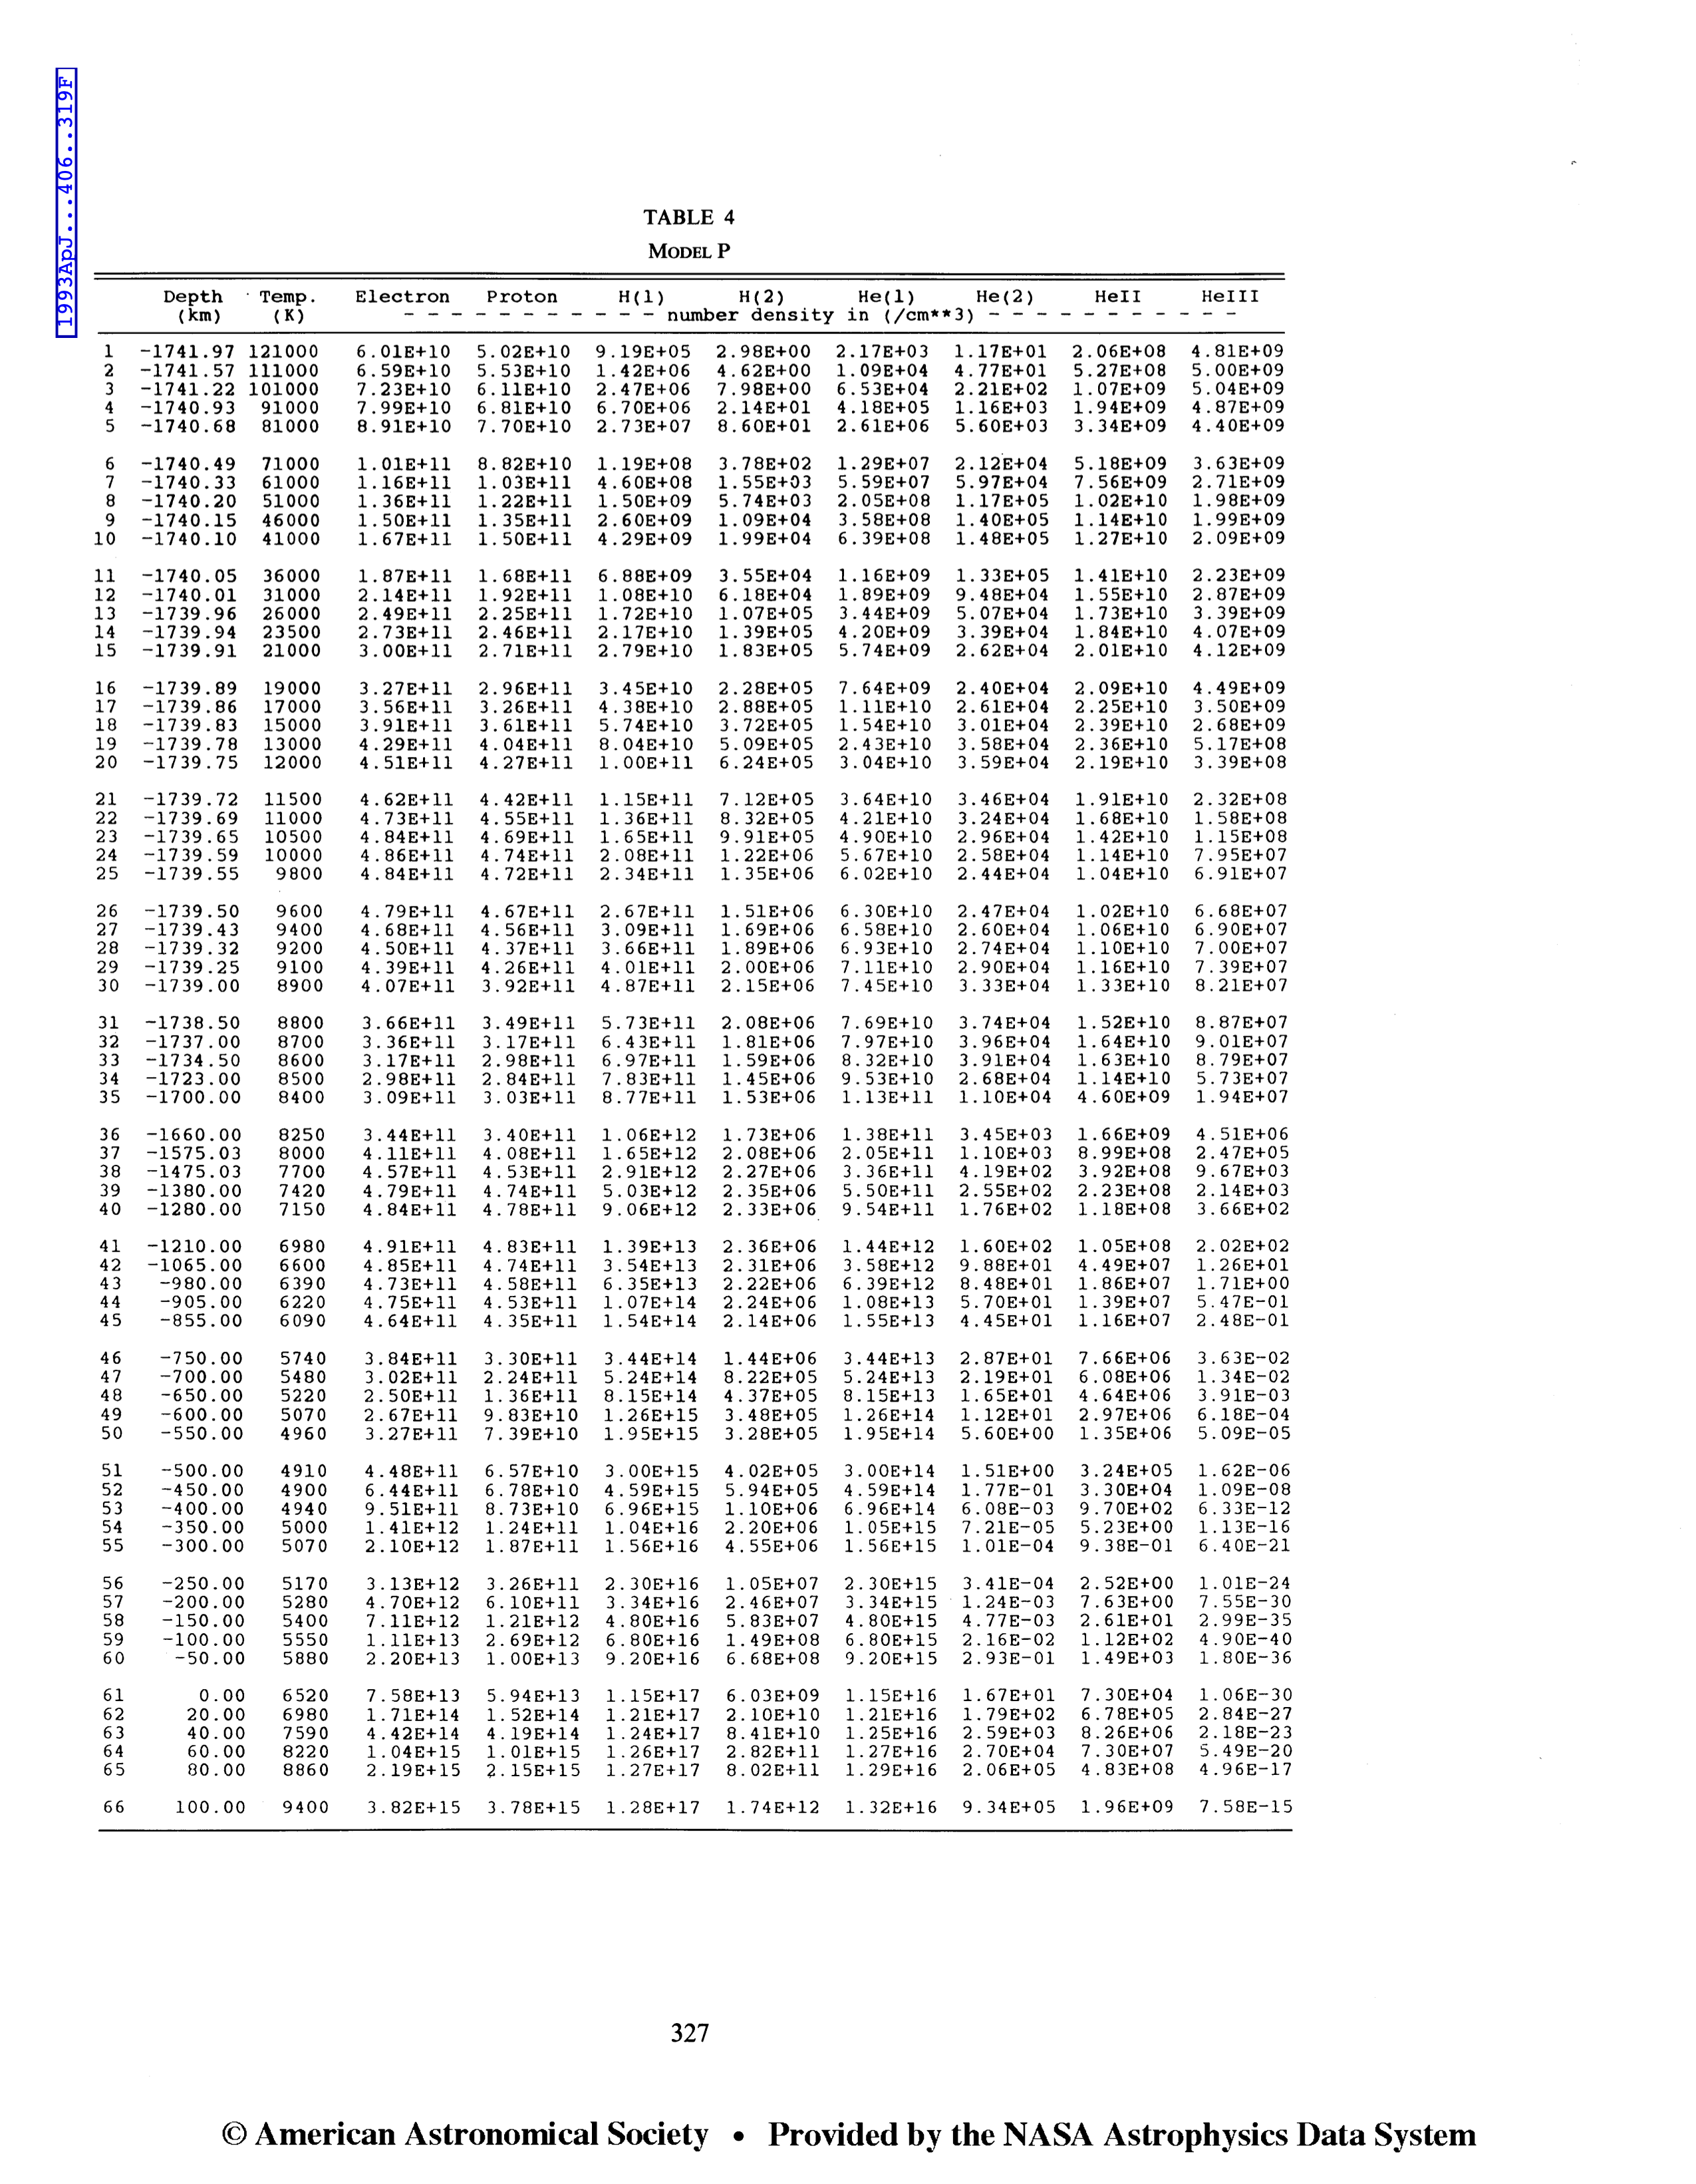 1993ApJ...406..319F
TABLE 4
MODEL P
Depth Temp. Electron Proton H(1) H(2) He(1) He(2) HeII HeIII
(km) (K) - - - - - - - - - - - number density in (/cm**3) - - - - - - - - - - -
1 -1741.97 121000 6.01E+10 5.02E+10 9.19E+05 2.98E+00 2.17E+03 1.17E+01 2.06E+08 4.81E+09
2 -1741.57 111000 6.59E+10 5.53E+10 1.42E+06 4.62E+00 1.09E+04 4.77E+01 5.27E+08 5.00E+09
3 -1741.22 101000 7.23E+10 6.11E+10 2.47E+06 7.98E+00 6.53E+04 2.21E+02 1.07E+09 5.04E+09
4 -1740.93 91000 7.99E+10 6.81E+10 6.70E+06 2.14E+01 4.18E+05 1.16E+03 1.94E+09 4.87E+09
5 -1740.68 81000 8.91E+10 7.70E+10 2.73E+07 8.60E+01 2.61E+06 5.60E+03 3.34E+09 4.40E+09
6 -1740.49 71000 1.01E+11 8.82E+10 1.19E+08 3.78E+02 1.29E+07 2.12E+04 5.18E+09 3.63E+09
7 -1740.33 61000 1.16E+11 1.03E+11 4.60E+08 1.55E+03 5.59E+07 5.97E+04 7.56E+09 2.71E+09
8 -1740.20 51000 1.36E+11 1.22E+11 1.50E+09 5.74E+03 2.05E+08 1.17E+05 1.02E+10 1.98E+09
9 -1740.15 46000 1.50E+11 1.35E+11 2.60E+09 1.09E+04 3.58E+08 1.40E+05 1.14E+10 1.99E+09
10 -1740.10 41000 1.67E+11 1.50E+11 4.29E+09 1.99E+04 6.39E+08 1.48E+05 1.27E+10 2.09E+09
11 -1740.05 36000 1.87E+11 1.68E+11 6.88E+09 3.55E+04 1.16E+09 1.33E+05 1.41E+10 2.23E+09
12 -1740.01 31000 2.14E+11 1.92E+11 1.08E+10 6.18E+04 1.89E+09 9.48E+04 1.55E+10 2.87E+09
13 -1739.96 26000 2.49E+11 2.25E+11 1.72E+10 1.07E+05 3.44E+09 5.07E+04 1.73E+10 3.39E+09
14 -1739.94 23500 2.73E+11 2.46E+11 2.17E+10 1.39E+05 4.20E+09 3.39E+04 1.84E+10 4.07E+09
15 -1739.91 21000 3.00E+11 2.71E+11 2.79E+10 1.83E+05 5.74E+09 2.62E+04 2.01E+10 4.12E+09
16 -1739.89 19000 3.27E+11 2.96E+11 3.45E+10 2.28E+05 7.64E+09 2.40E+04 2.09E+10 4.49E+09
17 -1739.86 17000 3.56E+11 3.26E+11 4.38E+10 2.88E+05 1.11E+10 2.61E+04 2.25E+10 3.50E+09
18 -1739.83 15000 3.91E+11 3.61E+11 5.74E+10 3.72E+05 1.54E+10 3.01E+04 2.39E+10 2.68E+09
19 -1739.78 13000 4.29E+11 4.04E+11 8.04E+10 5.09E+05 2.43E+10 3.58E+04 2.36E+10 5.17E+08
20 -1739.75 12000 4.51E+11 4.27E+11 1.00E+11 6.24E+05 3.04E+10 3.59E+04 2.19E+10 3.39E+08
21 -1739.72 11500 4.62E+11 4.42E+11 1.15E+11 7.12E+05 3.64E+10 3.46E+04 1.91E+10 2.32E+08
22 -1739.69 11000 4.73E+11 4.55E+11 1.36E+11 8.32E+05 4.21E+10 3.24E+04 1.68E+10 1.58E+08
23 -1739.65 10500 4.84E+11 4.69E+11 1.65E+11 9.91E+05 4.90E+10 2.96E+04 1.42E+10 1.15E+08
24 -1739.59 10000 4.86E+11 4.74E+11 2.08E+11 1.22E+06 5.67E+10 2.58E+04 1.14E+10 7.95E+07
25 -1739.55 9800 4.84E+11 4.72E+11 2.34E+11 1.35E+06 6.02E+10 2.44E+04 1.04E+10 6.91E+07
26 -1739.50 9600 4.79E+11 4.67E+11 2.67E+11 1.51E+06 6.30E+10 2.47E+04 1.02E+10 6.68E+07
27 -1739.43 9400 4.68E+11 4.56E+11 3.09E+11 1.69E+06 6.58E+10 2.60E+04 1.06E+10 6.90E+07
28 -1739.32 9200 4.50E+11 4.37E+11 3.66E+11 1.89E+06 6.93E+10 2.74E+04 1.10E+10 7.00E+07
29 -1739.25 9100 4.39E+11 4.26E+11 4.01E+11 2.00E+06 7.11E+10 2.90E+04 1.16E+10 7.39E+07
30 -1739.00 8900 4.07E+11 3.92E+11 4.87E+11 2.15E+06 7.45E+10 3.33E+04 1.33E+10 8.21E+07
31 -1738.50 8800 3.66E+11 3.49E+11 5.73E+11 2.08E+06 7.69E+10 3.74E+04 1.52E+10 8.87E+07
32 -1737.00 8700 3.36E+11 3.17E+11 6.43E+11 1.81E+06 7.97E+10 3.96E+04 1.64E+10 9.01E+07
33 -1734.50 8600 3.17E+11 2.98E+11 6.97E+11 1.59E+06 8.32E+10 3.91E+04 1.63E+10 8.79E+07
34 -1723.00 8500 2.98E+11 2.84E+11 7.83E+11 1.45E+06 9.53E+10 2.68E+04 1.14E+10 5.73E+07
35 -1700.00 8400 3.09E+11 3.03E+11 8.77E+11 1.53E+06 1.13E+11 1.10E+04 4.60E+09 1.94E+07
36 -1660.00 8250 3.44E+11 3.40E+11 1.06E+12 1.73E+06 1.38E+11 3.45E+03 1.66E+09 4.51E+06
37 -1575.03 8000 4.11E+11 4.08E+11 1.65E+12 2.08E+06 2.05E+11 1.10E+03 8.99E+08 2.47E+05
38 -1475.03 7700 4.57E+11 4.53E+11 2.91E+12 2.27E+06 3.36E+11 4.19E+02 3.92E+08 9.67E+03
39 -1380.00 7420 4.79E+11 4.74E+11 5.03E+12 2.35E+06 5.50E+11 2.55E+02 2.23E+08 2.14E+03
40 -1280.00 7150 4.84E+11 4.78E+11 9.06E+12 2.33E+06 9.54E+11 1.76E+02 1.18E+08 3.66E+02
41 -1210.00 6980 4.91E+11 4.83E+11 1.39E+13 2.36E+06 1.44E+12 1.60E+02 1.05E+08 2.02E+02
42 -1065.00 6600 4.85E+11 4.74E+11 3.54E+13 2.31E+06 3.58E+12 9.88E+01 4.49E+07 1.26E+01
43 -980.00 6390 4.73E+11 4.58E+11 6.35E+13 2.22E+06 6.39E+12 8.48E+01 1.86E+07 1.71E+00
44 -905.00 6220 4.75E+11 4.53E+11 1.07E+14 2.24E+06 1.08E+13 5.70E+01 1.39E+07 5.47E-01
45 -855.00 6090 4.64E+11 4.35E+11 1.54E+14 2.14E+06 1.55E+13 4.45E+01 1.16E+07 2.48E-01
46 -750.00 5740 3.84E+11 3.30E+11 3.44E+14 1.44E+06 3.44E+13 2.87E+01 7.66E+06 3.63E-02
47 -700.00 5480 3.02E+11 2.24E+11 5.24E+14 8.22E+05 5.24E+13 2.19E+01 6.08E+06 1.34E-02
48 -650.00 5220 2.50E+11 1.36E+11 8.15E+14 4.37E+05 8.15E+13 1.65E+01 4.64E+06 3.91E-03
49 -600.00 5070 2.67E+11 9.83E+10 1.26E+15 3.48E+05 1.26E+14 1.12E+01 2.97E+06 6.18E-04
50 -550.00 4960 3.27E+11 7.39E+10 1.95E+15 3.28E+05 1.95E+14 5.60E+00 1.35E+06 5.09E-05
51 -500.00 4910 4.48E+11 6.57E+10 3.00E+15 4.02E+05 3.00E+14 1.51E+00 3.24E+05 1.62E-06
52 -450.00 4900 6.44E+11 6.78E+10 4.59E+15 5.94E+05 4.59E+14 1.77E-01 3.30E+04 1.09E-08
53 -400.00 4940 9.51E+11 8.73E+10 6.96E+15 1.10E+06 6.96E+14 6.08E-03 9.70E+02 6.33E-12
54 -350.00 5000 1.41E+12 1.24E+11 1.04E+16 2.20E+06 1.05E+15 7.21E-05 5.23E+00 1.13E-16
55 -300.00 5070 2.10E+12 1.87E+11 1.56E+16 4.55E+06 1.56E+15 1.01E-04 9.38E-01 6.40E-21
56 -250.00 5170 3.13E+12 3.26E+11 2.30E+16 1.05E+07 2.30E+15 3.41E-04 2.52E+00 1.01E-24
57 -200.00 5280 4.70E+12 6.10E+11 3.34E+16 2.46E+07 3.34E+15 1.24E-03 7.63E+00 7.55E-30
58 -150.00 5400 7.11E+12 1.21E+12 4.80E+16 5.83E+07 4.80E+15 4.77E-03 2.61E+01 2.99E-35
59 -100.00 5550 1.11E+13 2.69E+12 6.80E+16 1.49E+08 6.80E+15 2.16E-02 1.12E+02 4.90E-40
60 -50.00 5880 2.20E+13 1.00E+13 9.20E+16 6.68E+08 9.20E+15 2.93E-01 1.49E+03 1.80E-36
61 0.00 6520 7.58E+13 5.94E+13 1.15E+17 6.03E+09 1.15E+16 1.67E+01 7.30E+04 1.06E-30
62 20.00 6980 1.71E+14 1.52E+14 1.21E+17 2.10E+10 1.21E+16 1.79E+02 6.78E+05 2.84E-27
63 40.00 7590 4.42E+14 4.19E+14 1.24E+17 8.41E+10 1.25E+16 2.59E+03 8.26E+06 2.18E-23
64 60.00 8220 1.04E+15 1.01E+15 1.26E+17 2.82E+11 1.27E+16 2.70E+04 7.30E+07 5.49E-20
65 80.00 8860 2.19E+15 2.15E+15 1.27E+17 8.02E+11 1.29E+16 2.06E+05 4.83E+08 4.96E-17
66 100.00 9400 3.82E+15 3.78E+15 1.28E+17 1.74E+12 1.32E+16 9.34E+05 1.96E+09 7.58E-15
327
© American Astronomical Society • Provided by the NASA Astrophysics Data System